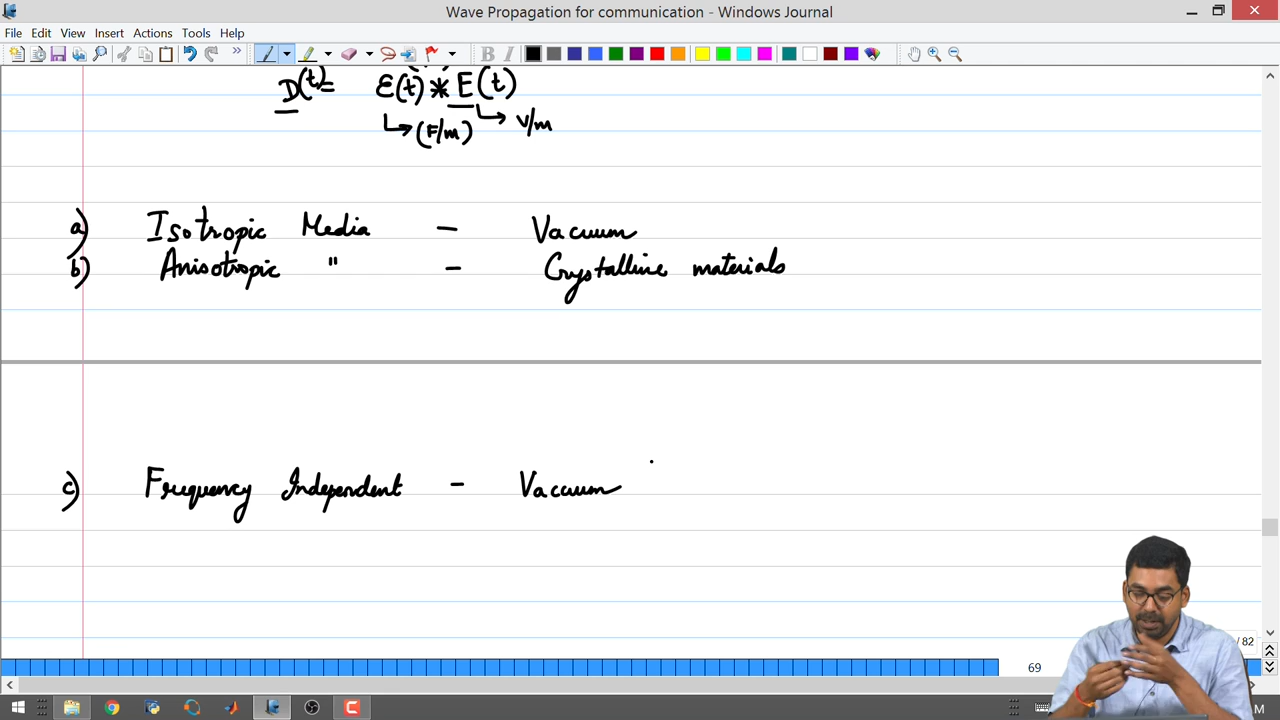 Wave Propagation for communication - Windows Journal
File Edit View Insert Actions Tools Help
D(t)= ε(t) * E(t)
(F/m) V/m
a) Isotropic Media - Vacuum
b) Anisotropic " - Crystalline materials
c) Frequency Independent - Vacuum
/ 82
69